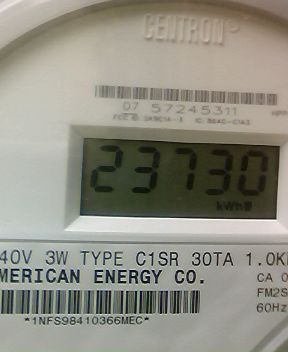 CENTRON®
07 57245311
23730
kWh
40V 3W TYPE C1SR 30TA 1.0K
MERICAN ENERGY CO.
CA 0
FM2S
60Hz
*1NFS98410366MEC*